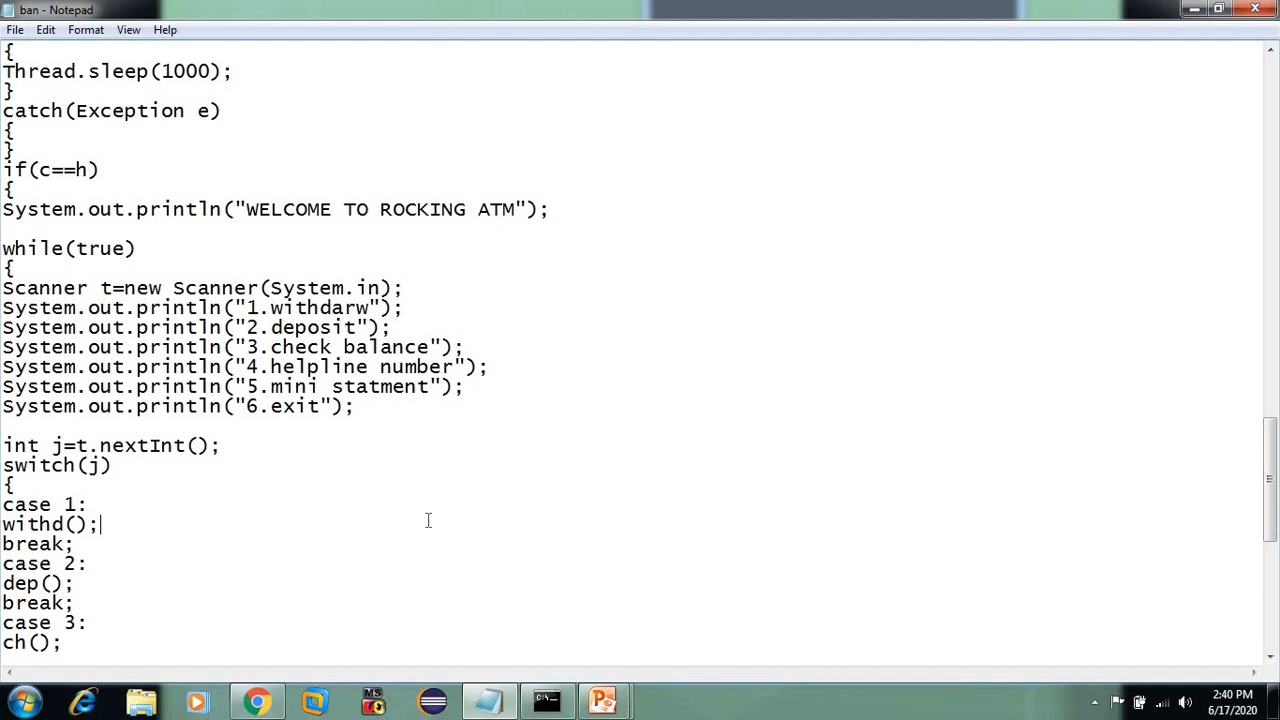 ban - Notepad
File Edit Format View Help
{
Thread.sleep(1000);
}
catch(Exception e)
{
}
if(c==h)
{
System.out.println("WELCOME TO ROCKING ATM");
while(true)
{
Scanner t=new Scanner(System.in);
System.out.println("1.withdarw");
System.out.println("2.deposit");
System.out.println("3.check balance");
System.out.println("4.helpline number");
System.out.println("5.mini statment");
System.out.println("6.exit");
int j=t.nextInt();
switch(j)
{
case 1:
withd();
break;
case 2:
dep();
break;
case 3:
ch();
MS
2:40 PM
6/17/2020